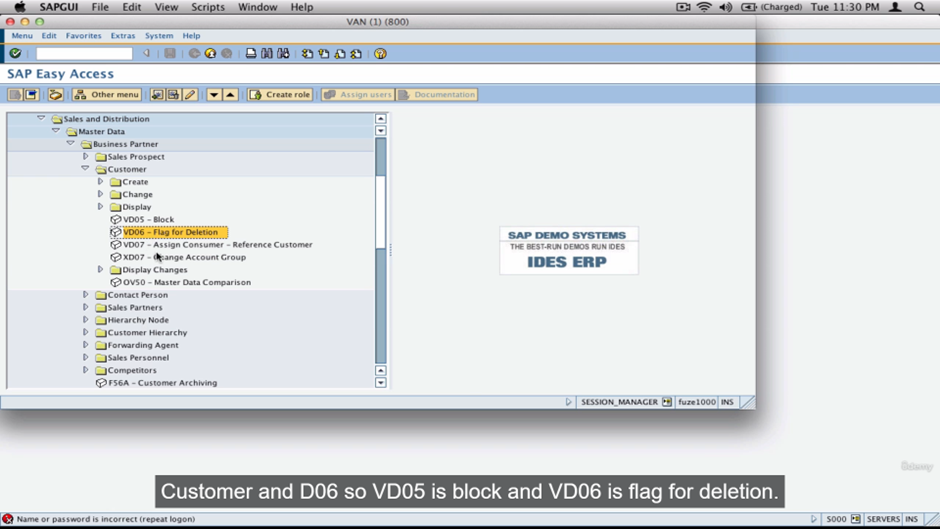 SAPGUI File Edit View Scripts Window Help (Charged) Tue 11:30 PM
VAN (1) (800)
Menu Edit Favorites Extras System Help
SAP Easy Access
Other menu Create role Assign users Documentation
Sales and Distribution
Master Data
Business Partner
Sales Prospect
Customer
Create
Change
Display
VD05 - Block
VD06 - Flag for Deletion
VD07 - Assign Consumer - Reference Customer
XD07 - Change Account Group
Display Changes
OV50 - Master Data Comparison
Contact Person
Sales Partners
Hierarchy Node
Customer Hierarchy
Forwarding Agent
Sales Personnel
Competitors
F56A - Customer Archiving
SAP DEMO SYSTEMS
THE BEST-RUN DEMOS RUN IDES
IDES ERP
SESSION_MANAGER fuze1000 INS
Udemy
Customer and D06 so VD05 is block and VD06 is flag for deletion.
Name or password is incorrect (repeat logon) S000 SERVERS INS